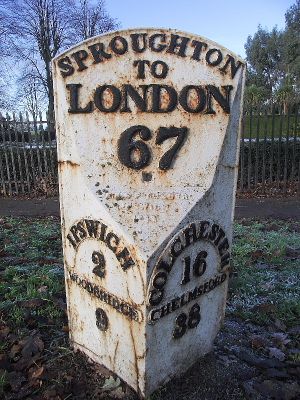 SPROUGHTON
TO
LONDON
67
IPSWICH
2
WOODBRIDGE
9
COLCHESTER
16
CHELMSFORD
38